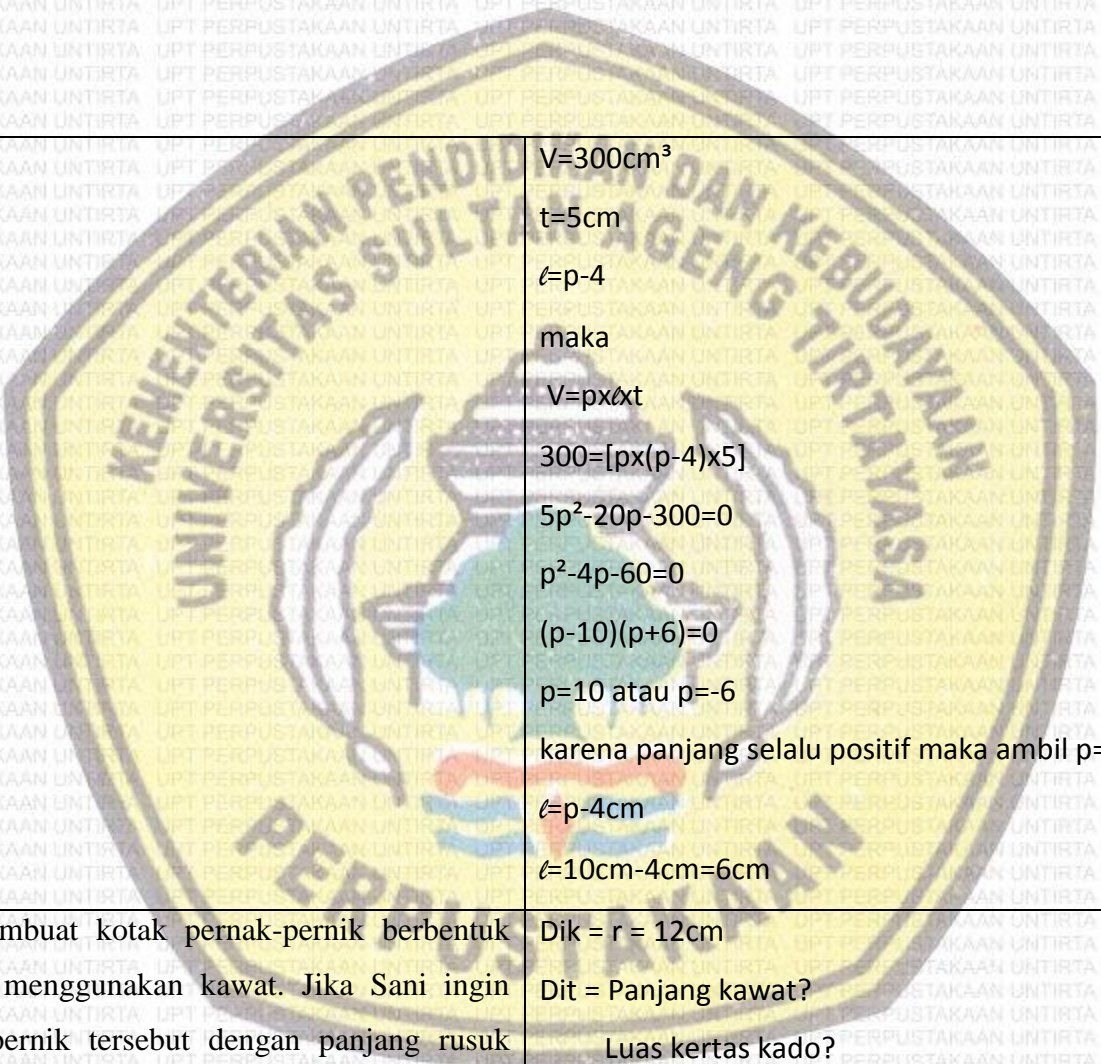 V=300cm³
t=5cm
ℓ=p-4
maka
V=pxℓxt
300=[px(p-4)x5]
5p²-20p-300=0
p²-4p-60=0
(p-10)(p+6)=0
p=10 atau p=-6
karena panjang selalu positif maka ambil p=
ℓ=p-4cm
ℓ=10cm-4cm=6cm
mbuat kotak pernak-pernik berbentuk
menggunakan kawat. Jika Sani ingin
pernik tersebut dengan panjang rusuk
Dik = r = 12cm
Dit = Panjang kawat?
Luas kertas kado?
KEMENTERIAN PENDIDIKAN DAN KEBUDAYAAN
UNIVERSITAS SULTAN AGENG TIRTAYASA
PERPUSTAKAAN
UPT PERPUSTAKAAN UNTIRTA